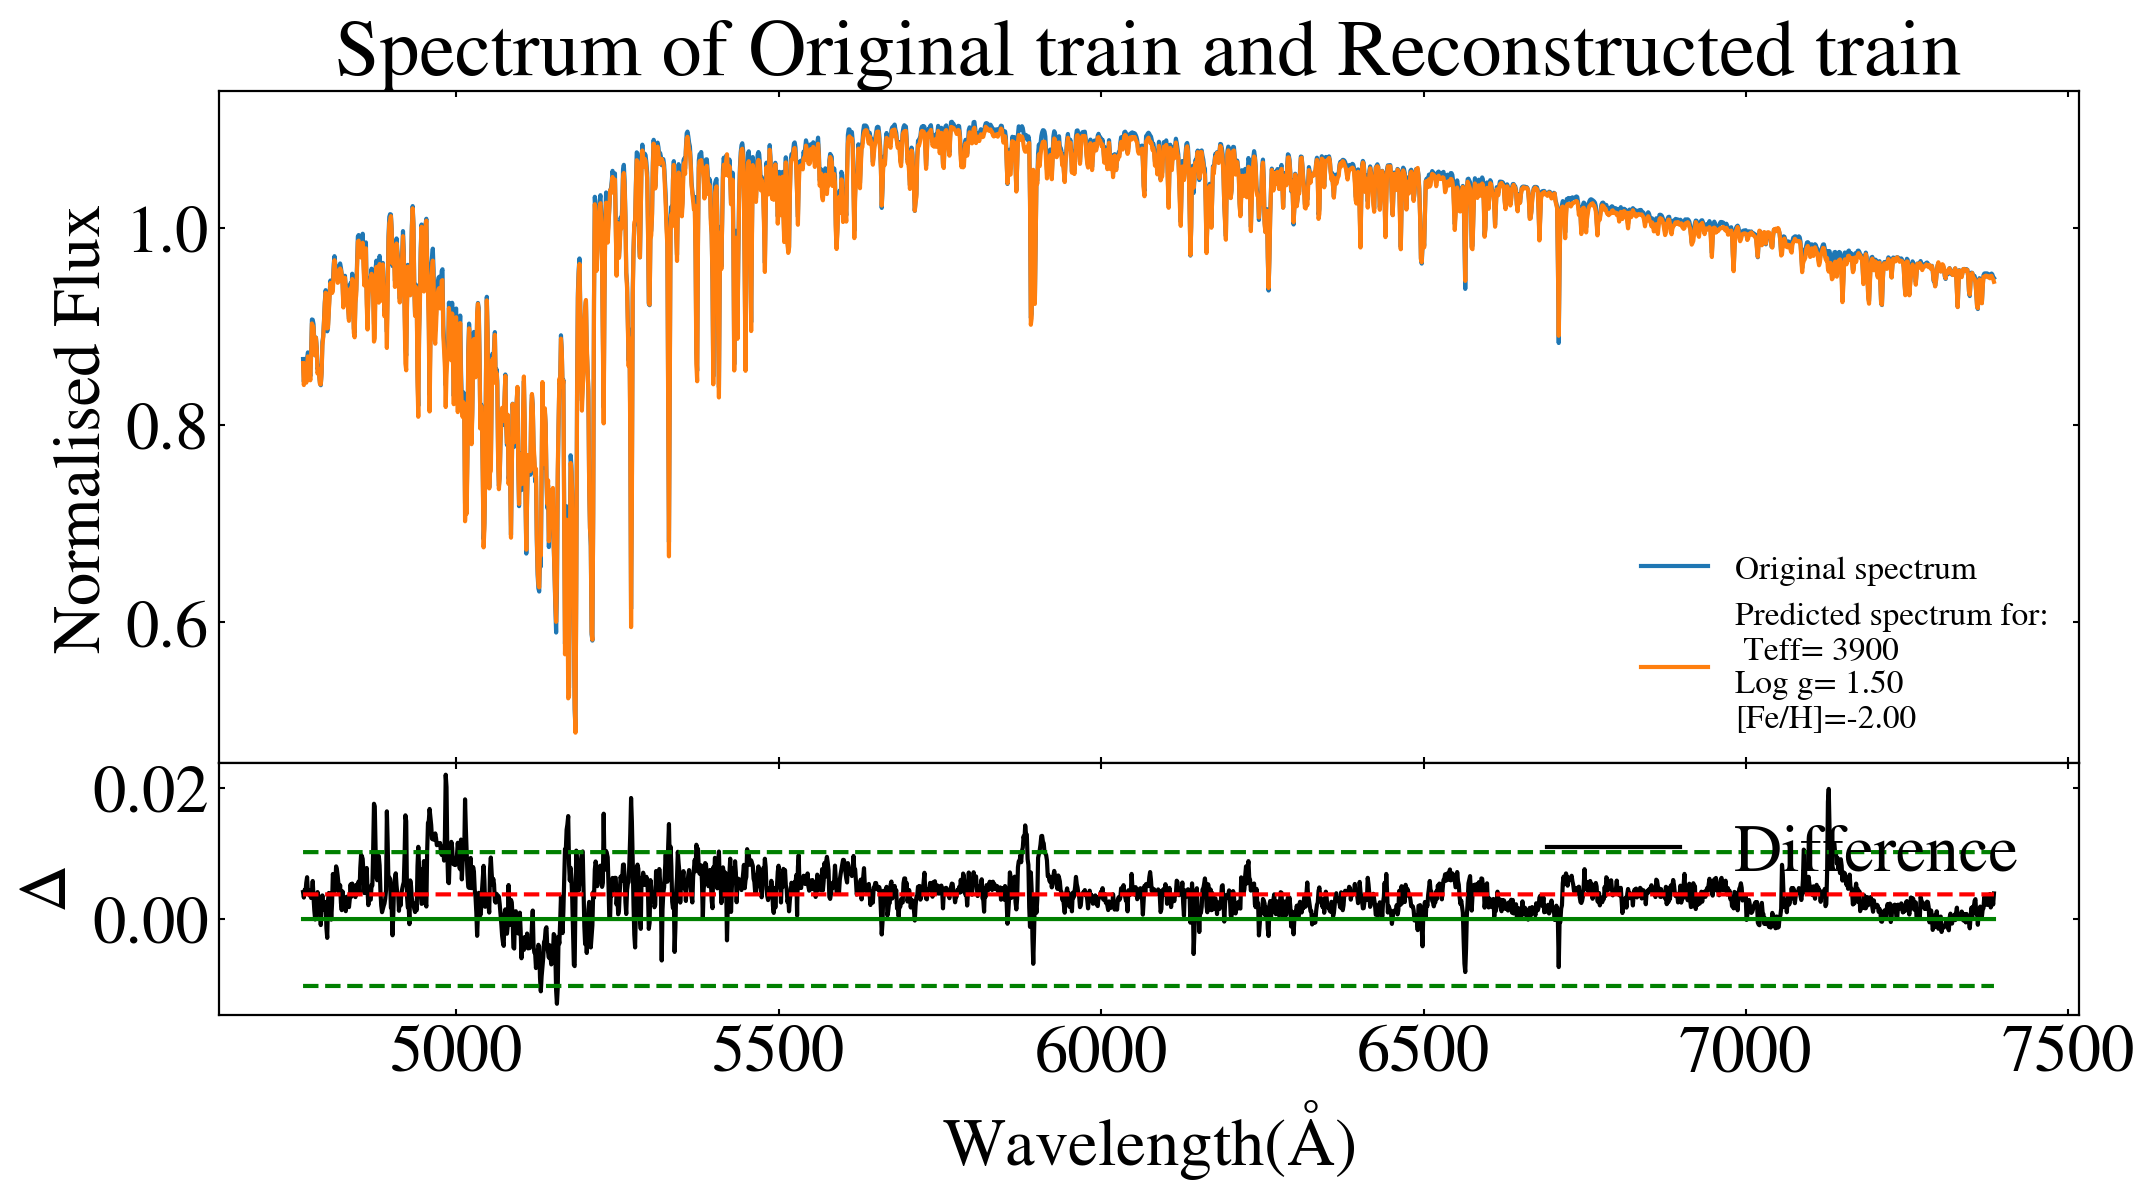 Spectrum of Original train and Reconstructed train
Normalised Flux
1.0
0.8
0.6
Original spectrum
Predicted spectrum for:
Teff= 3900
Log g= 1.50
[Fe/H]=-2.00
Δ
0.02
0.00
Difference
5000 5500 6000 6500 7000 7500
Wavelength(Å)